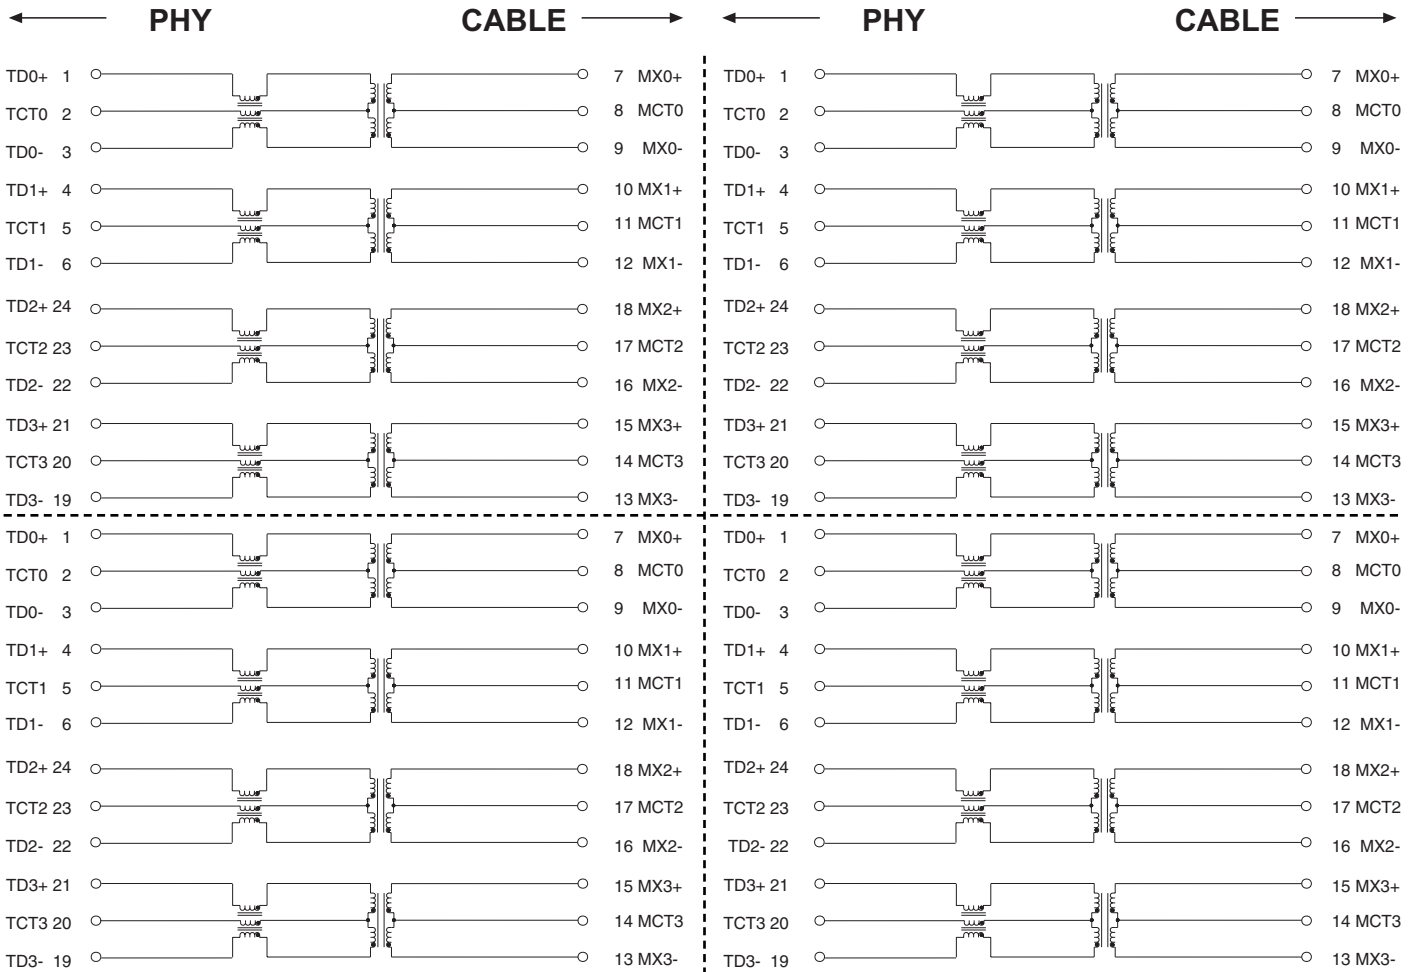 PHY CABLE PHY CABLE
TD0+ 1 7 MX0+ TD0+ 1 7 MX0+
TCT0 2 8 MCT0 TCT0 2 8 MCT0
TD0- 3 9 MX0- TD0- 3 9 MX0-
TD1+ 4 10 MX1+ TD1+ 4 10 MX1+
TCT1 5 11 MCT1 TCT1 5 11 MCT1
TD1- 6 12 MX1- TD1- 6 12 MX1-
TD2+ 24 18 MX2+ TD2+ 24 18 MX2+
TCT2 23 17 MCT2 TCT2 23 17 MCT2
TD2- 22 16 MX2- TD2- 22 16 MX2-
TD3+ 21 15 MX3+ TD3+ 21 15 MX3+
TCT3 20 14 MCT3 TCT3 20 14 MCT3
TD3- 19 13 MX3- TD3- 19 13 MX3-
TD0+ 1 7 MX0+ TD0+ 1 7 MX0+
TCT0 2 8 MCT0 TCT0 2 8 MCT0
TD0- 3 9 MX0- TD0- 3 9 MX0-
TD1+ 4 10 MX1+ TD1+ 4 10 MX1+
TCT1 5 11 MCT1 TCT1 5 11 MCT1
TD1- 6 12 MX1- TD1- 6 12 MX1-
TD2+ 24 18 MX2+ TD2+ 24 18 MX2+
TCT2 23 17 MCT2 TCT2 23 17 MCT2
TD2- 22 16 MX2- TD2- 22 16 MX2-
TD3+ 21 15 MX3+ TD3+ 21 15 MX3+
TCT3 20 14 MCT3 TCT3 20 14 MCT3
TD3- 19 13 MX3- TD3- 19 13 MX3-